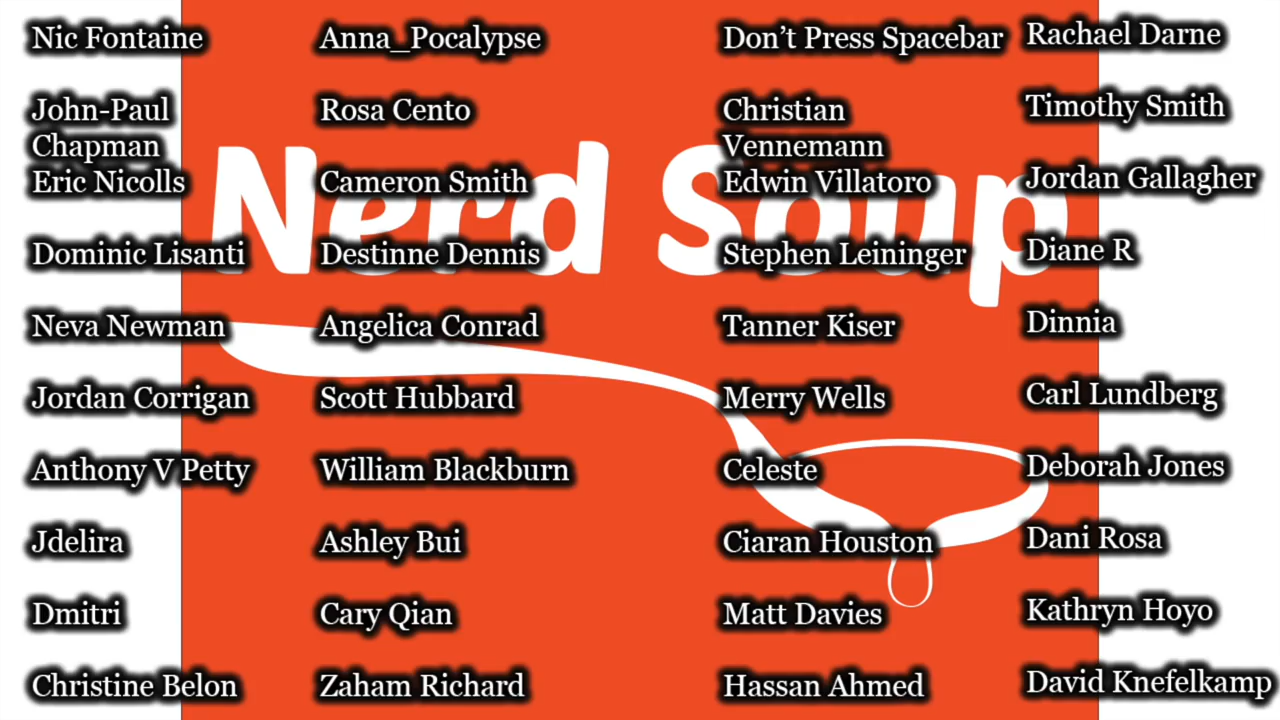 Nic Fontaine
John-Paul
Chapman
Eric Nicolls
Dominic Lisanti
Neva Newman
Jordan Corrigan
Anthony V Petty
Jdelira
Dmitri
Christine Belon
Anna_Pocalypse
Rosa Cento
Cameron Smith
Destinne Dennis
Angelica Conrad
Scott Hubbard
William Blackburn
Ashley Bui
Cary Qian
Zaham Richard
Don’t Press Spacebar
Christian
Vennemann
Edwin Villatoro
Stephen Leininger
Tanner Kiser
Merry Wells
Celeste
Ciaran Houston
Matt Davies
Hassan Ahmed
Rachael Darne
Timothy Smith
Jordan Gallagher
Diane R
Dinnia
Carl Lundberg
Deborah Jones
Dani Rosa
Kathryn Hoyo
David Knefelkamp
Nerd Soup